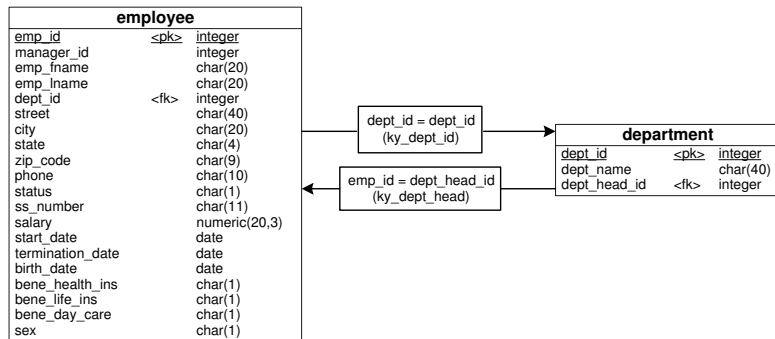 employee
emp_id <pk> integer
manager_id integer
emp_fname char(20)
emp_lname char(20)
dept_id <fk> integer
street char(40)
city char(20)
state char(4)
zip_code char(9)
phone char(10)
status char(1)
ss_number char(11)
salary numeric(20,3)
start_date date
termination_date date
birth_date date
bene_health_ins char(1)
bene_life_ins char(1)
bene_day_care char(1)
sex char(1)
dept_id = dept_id
(ky_dept_id)
emp_id = dept_head_id
(ky_dept_head)
department
dept_id <pk> integer
dept_name char(40)
dept_head_id <fk> integer